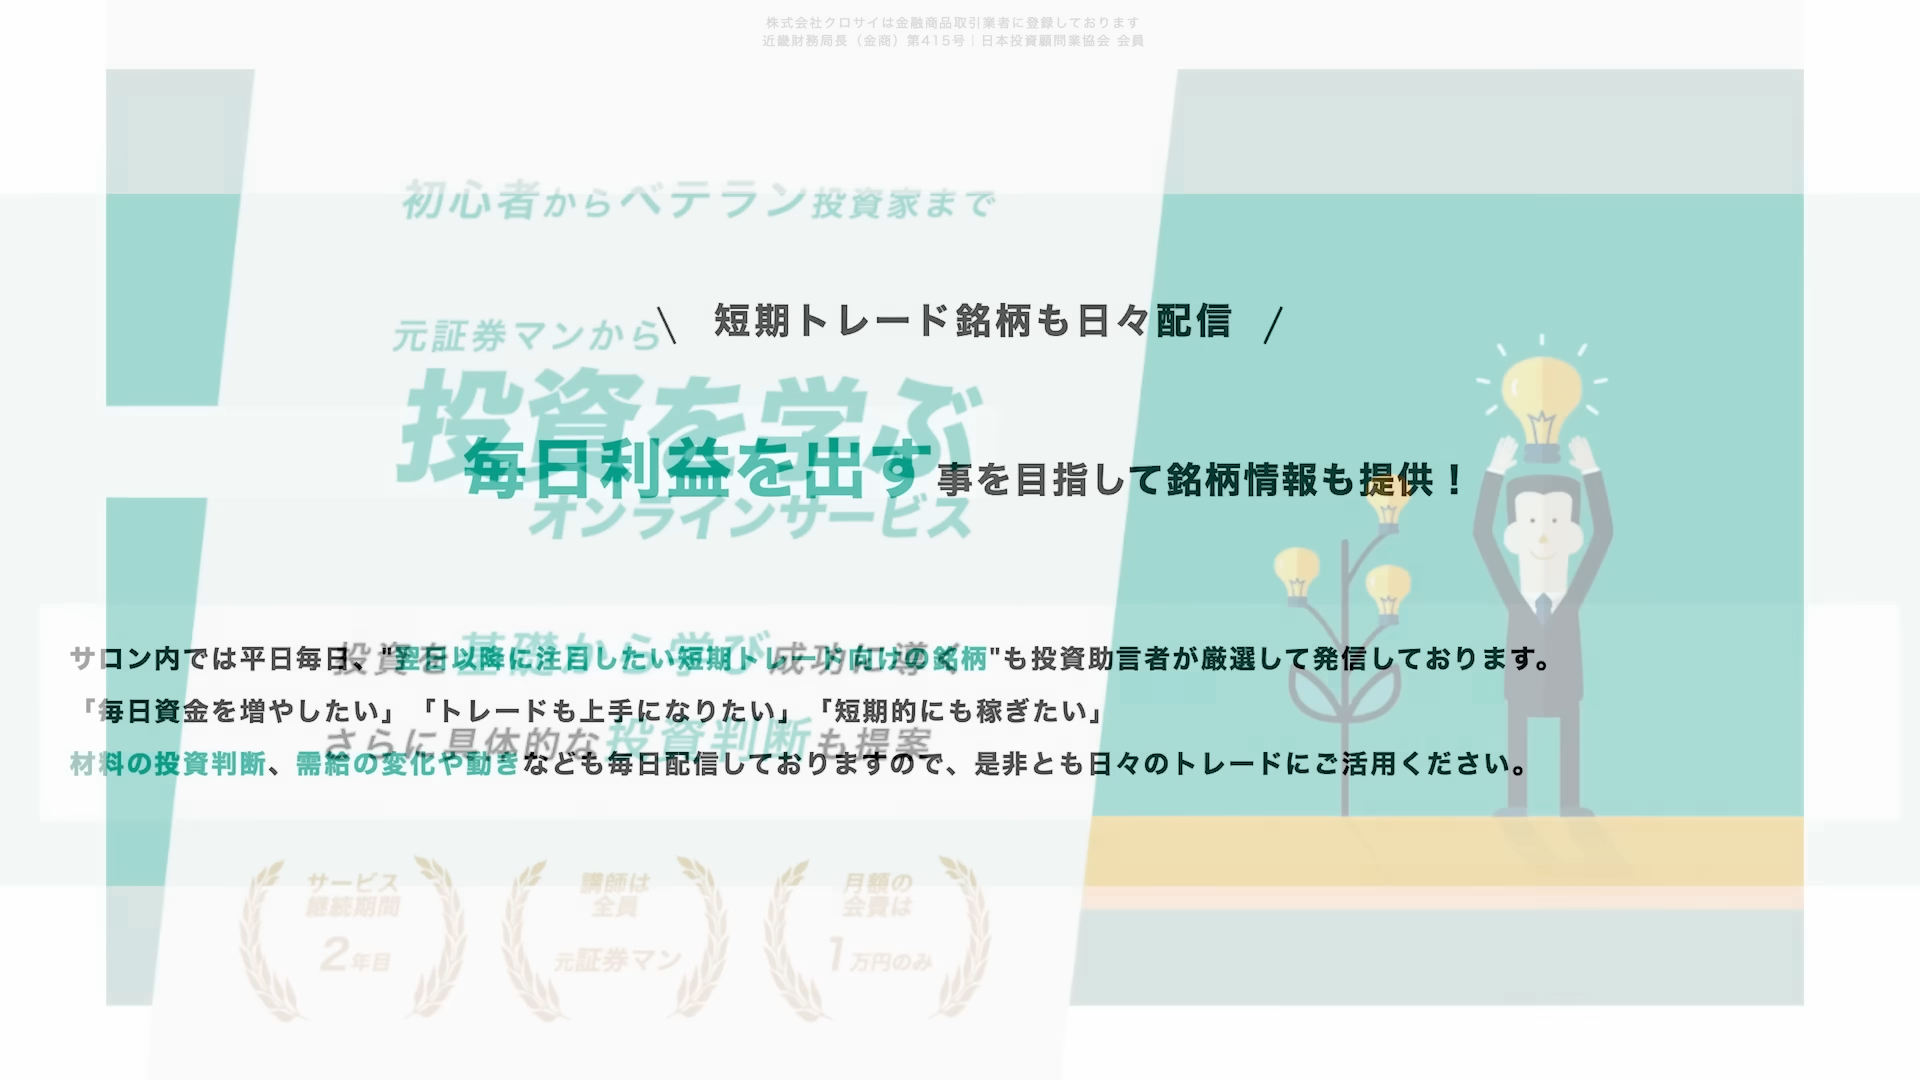 株式会社クロサイは金融商品取引業者に登録しております
近畿財務局長（金商）第415号｜日本投資顧問業協会 会員
初心者からベテラン投資家まで
\ 短期トレード銘柄も日々配信 /
元証券マンから
投資を学ぶ
毎日利益を出す事を目指して銘柄情報も提供！
オンラインサービス
サロン内では平日毎日、"翌日以降に注目したい短期トレード向けの銘柄"も投資助言者が厳選して発信しております。
投資を基礎から学び成功に導く
「毎日資金を増やしたい」「トレードも上手になりたい」「短期的にも稼ぎたい」
さらに具体的な投資判断も提案
材料の投資判断、需給の変化や動きなども毎日配信しておりますので、是非とも日々のトレードにご活用ください。
サービス
継続期間
2年目
講師は
全員
元証券マン
月額の
会費は
1万円のみ